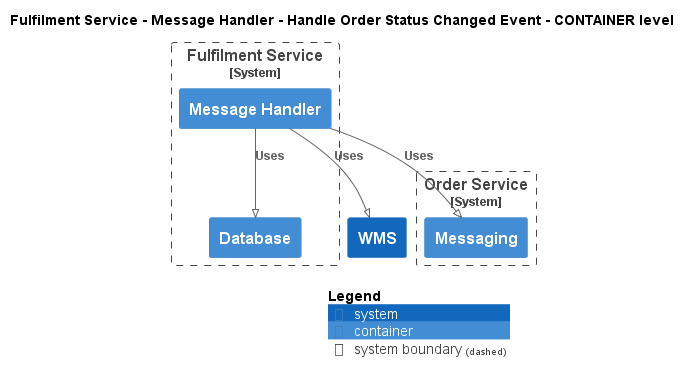 Fulfilment Service - Message Handler - Handle Order Status Changed Event - CONTAINER level
Fulfilment Service
[System]
Message Handler
Uses
Uses
Uses
Order Service
[System]
Database
WMS
Messaging
Legend
system
container
system boundary (dashed)